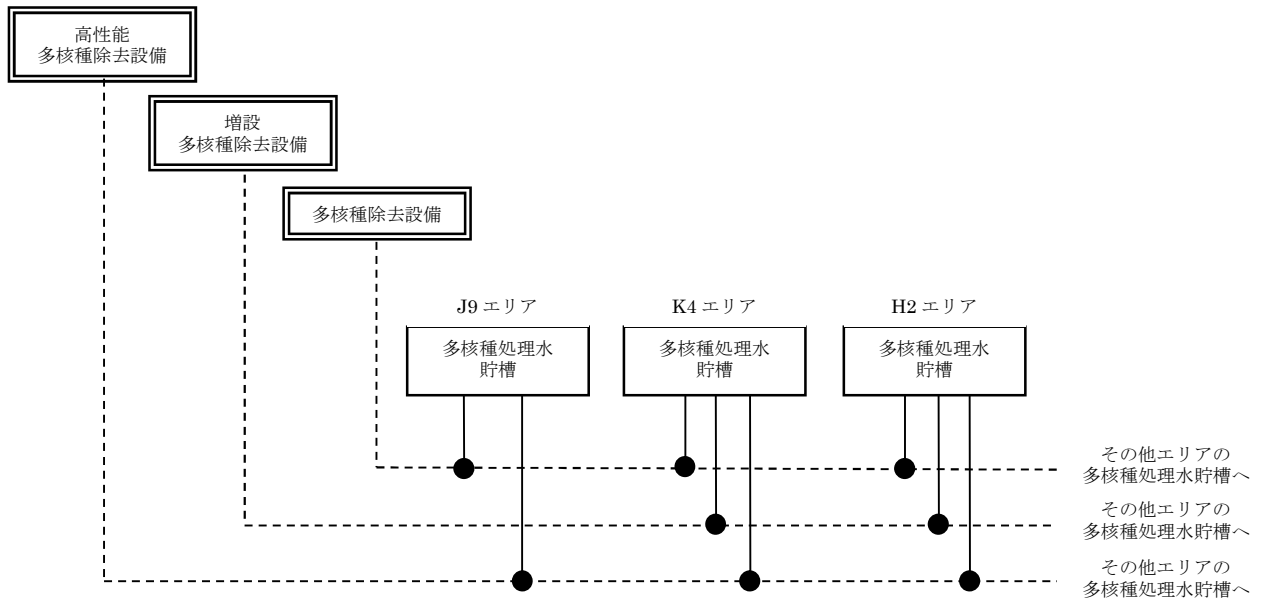 高性能
多核種除去設備
増設
多核種除去設備
多核種除去設備
J9 エリア
多核種処理水
貯槽
K4 エリア
多核種処理水
貯槽
H2 エリア
多核種処理水
貯槽
その他エリアの
多核種処理水貯槽へ
その他エリアの
多核種処理水貯槽へ
その他エリアの
多核種処理水貯槽へ